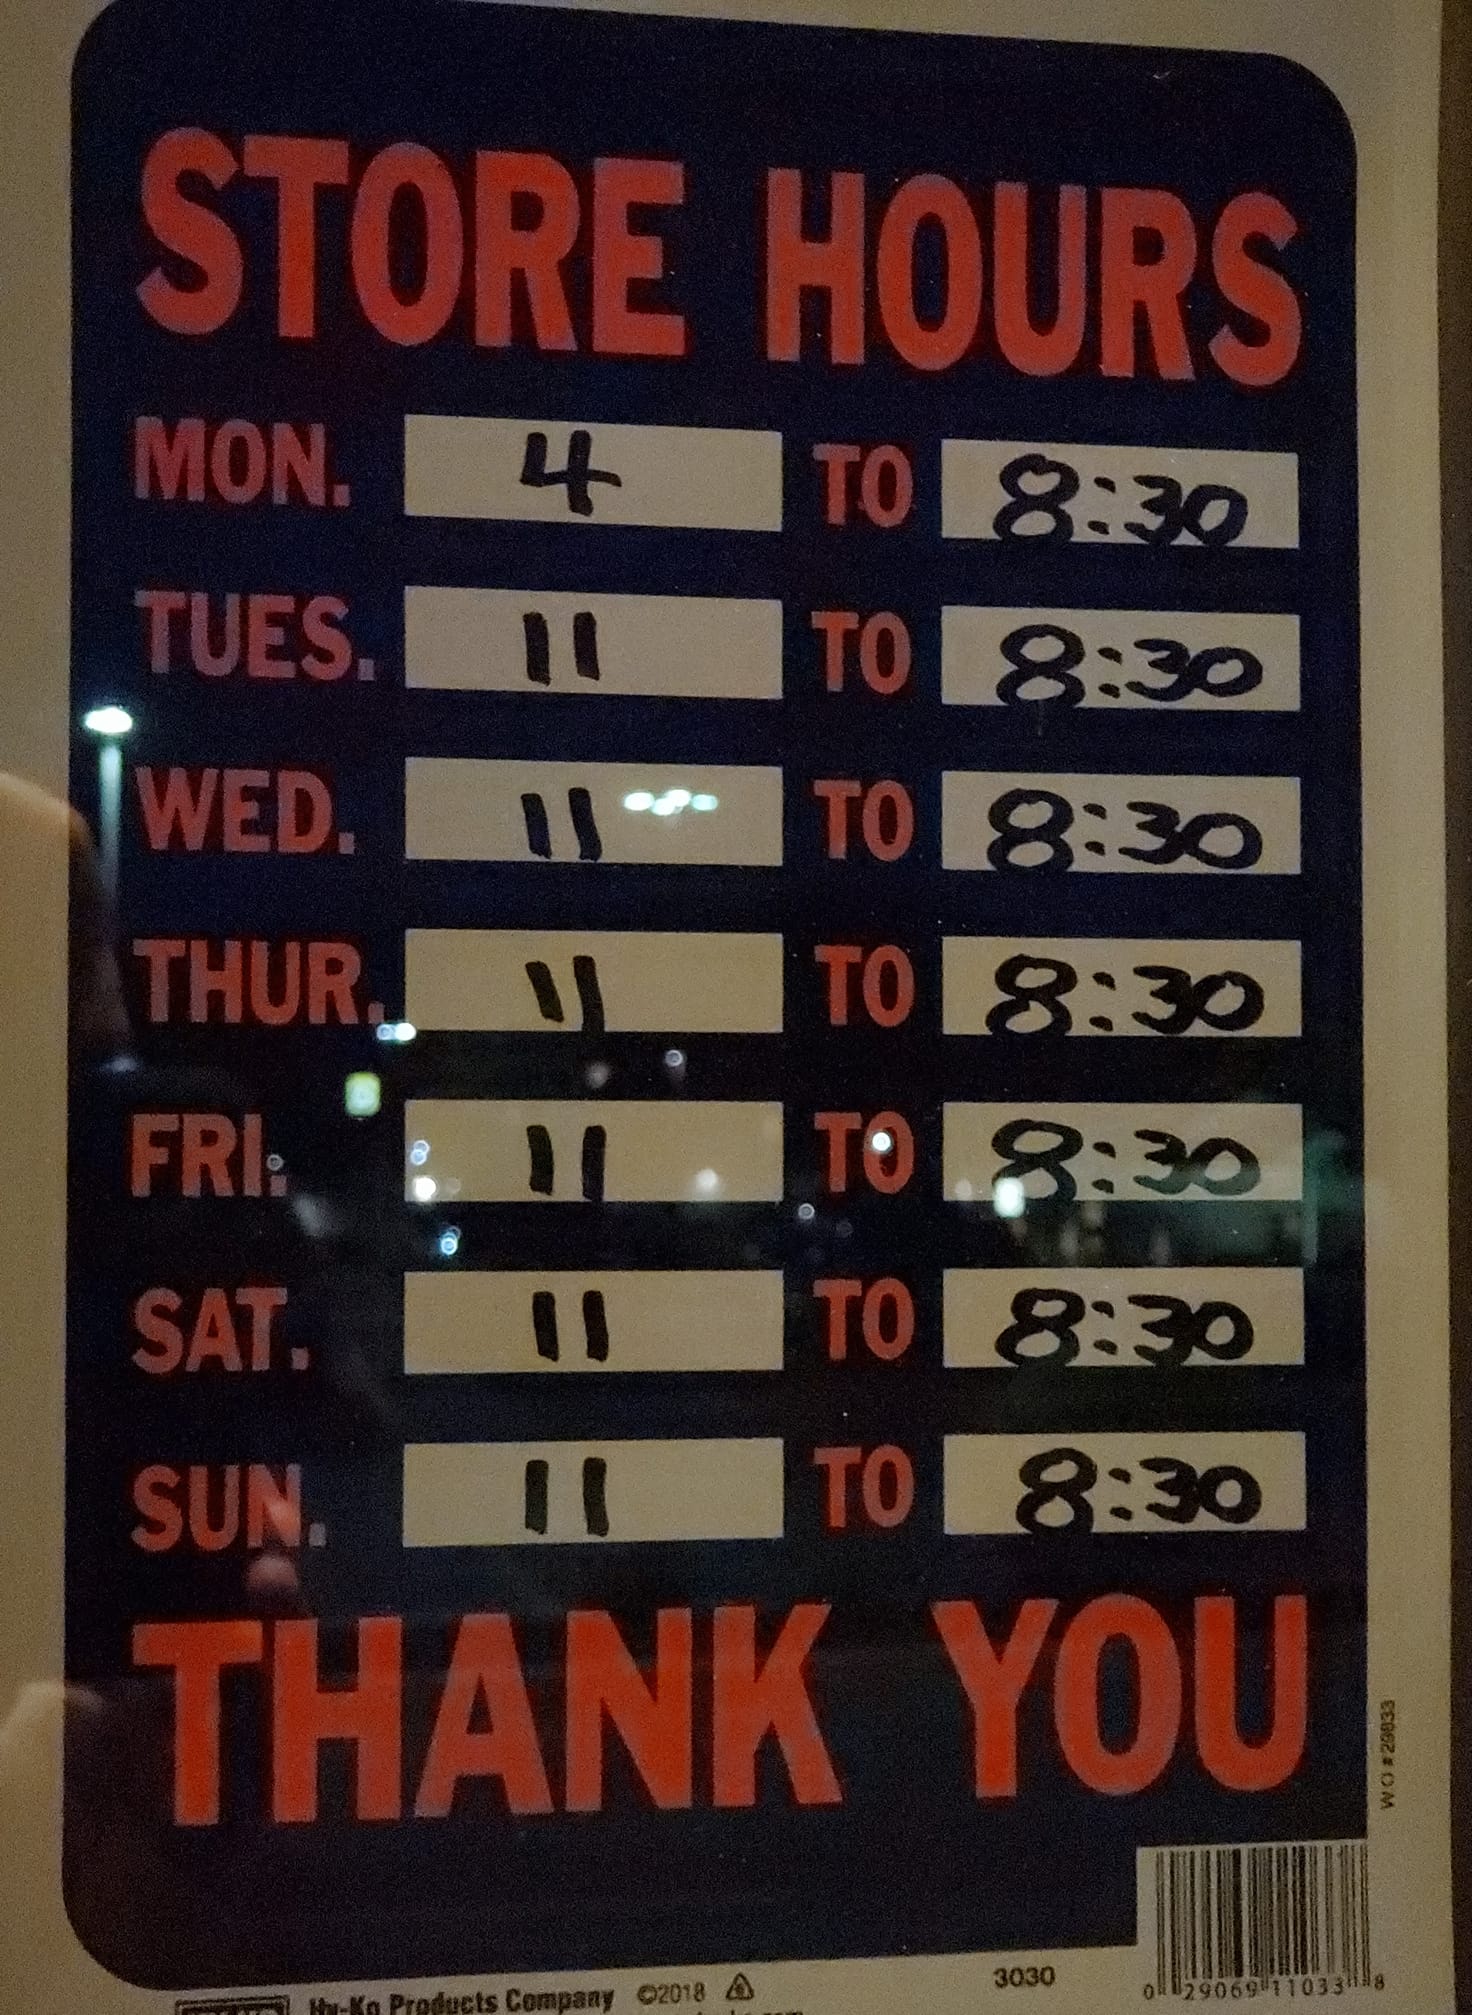 STORE HOURS
MON. 4 TO 8:30
TUES. 11 TO 8:30
WED. 11 TO 8:30
THUR. 11 TO 8:30
FRI. 11 TO 8:30
SAT. 11 TO 8:30
SUN. 11 TO 8:30
THANK YOU
W.O # 29833
Hy-Ko Products Company ©2018 3030
0 29069 11033 8